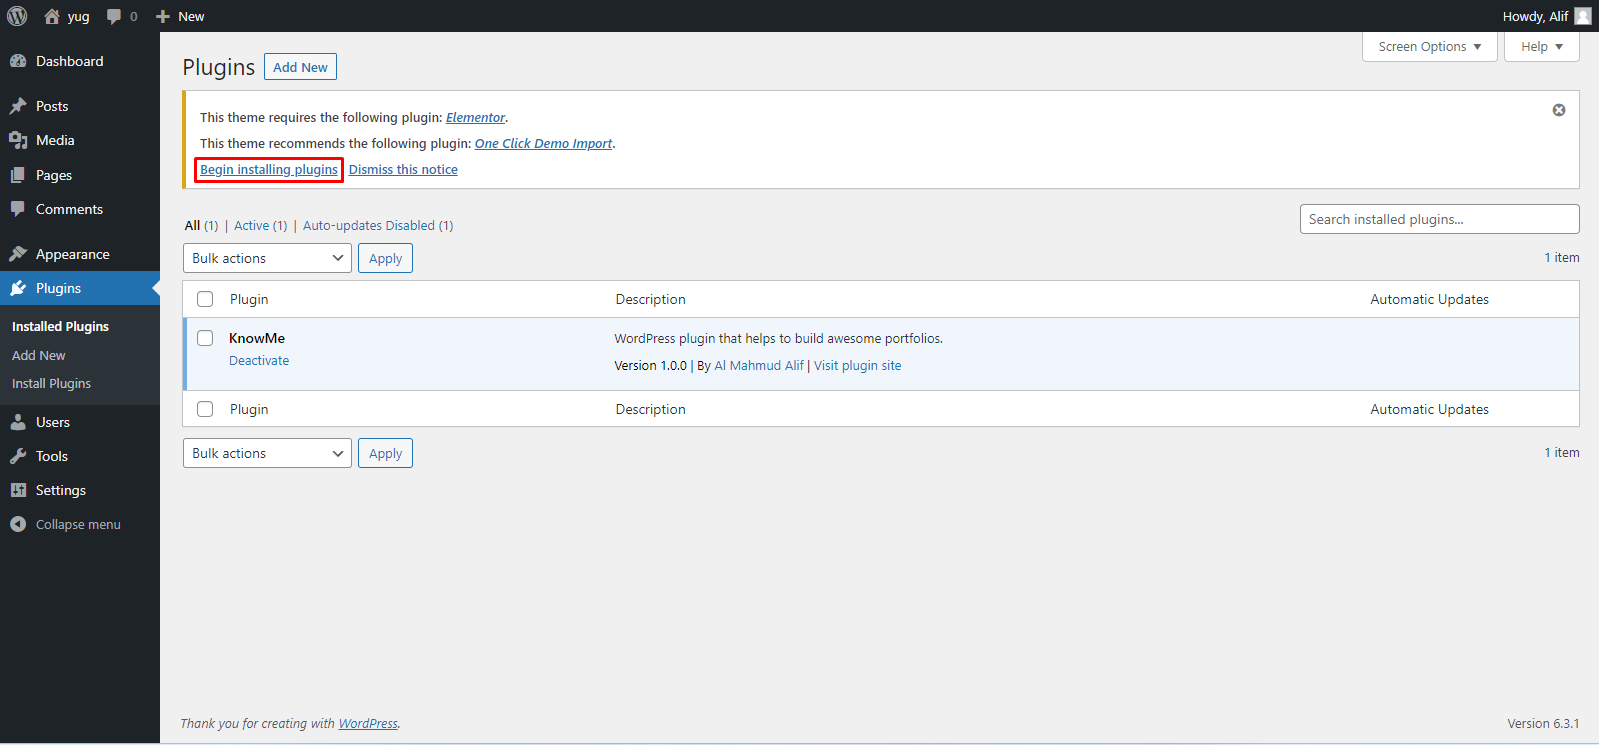 yug
0
New
Howdy, Alif
Dashboard
Posts
Media
Pages
Comments
Appearance
Plugins
Installed Plugins
Add New
Install Plugins
Users
Tools
Settings
Collapse menu
Screen Options
Help
Plugins
Add New
This theme requires the following plugin: Elementor.
This theme recommends the following plugin: One Click Demo Import.
Begin installing plugins Dismiss this notice
All (1) | Active (1) | Auto-updates Disabled (1)
Search installed plugins...
Bulk actions
Apply
1 item
Plugin Description Automatic Updates
KnowMe
Deactivate
WordPress plugin that helps to build awesome portfolios.
Version 1.0.0 | By Al Mahmud Alif | Visit plugin site
Plugin Description Automatic Updates
Bulk actions
Apply
1 item
Thank you for creating with WordPress.
Version 6.3.1